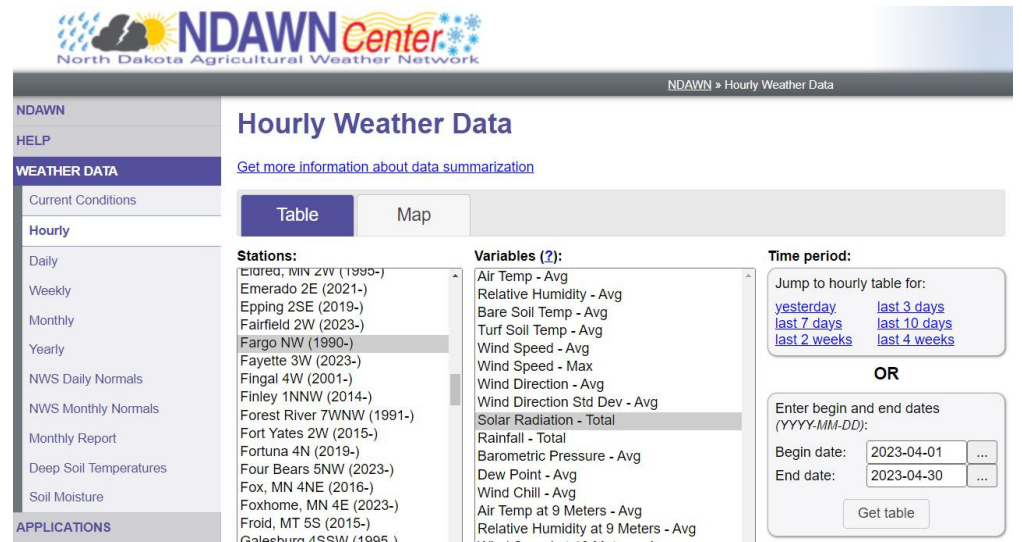 NDAWN Center
North Dakota Agricultural Weather Network
NDAWN » Hourly Weather Data
NDAWN
HELP
WEATHER DATA
Current Conditions
Hourly
Daily
Weekly
Monthly
Yearly
NWS Daily Normals
NWS Monthly Normals
Monthly Report
Deep Soil Temperatures
Soil Moisture
APPLICATIONS
Hourly Weather Data
Get more information about data summarization
Table
Map
Stations:
Eldred, MN 2W (1995-)
Emerado 2E (2021-)
Epping 2SE (2019-)
Fairfield 2W (2023-)
Fargo NW (1990-)
Fayette 3W (2023-)
Fingal 4W (2001-)
Finley 1NNW (2014-)
Forest River 7WNW (1991-)
Fort Yates 2W (2015-)
Fortuna 4N (2019-)
Four Bears 5NW (2023-)
Fox, MN 4NE (2016-)
Foxhome, MN 4E (2023-)
Froid, MT 5S (2015-)
Galesburg 4SSW (1995-)
Variables (?):
Air Temp - Avg
Relative Humidity - Avg
Bare Soil Temp - Avg
Turf Soil Temp - Avg
Wind Speed - Avg
Wind Speed - Max
Wind Direction - Avg
Wind Direction Std Dev - Avg
Solar Radiation - Total
Rainfall - Total
Barometric Pressure - Avg
Dew Point - Avg
Wind Chill - Avg
Air Temp at 9 Meters - Avg
Relative Humidity at 9 Meters - Avg
Time period:
Jump to hourly table for:
yesterday last 3 days
last 7 days last 10 days
last 2 weeks last 4 weeks
OR
Enter begin and end dates
(YYYY-MM-DD):
Begin date: 2023-04-01 ...
End date: 2023-04-30 ...
Get table